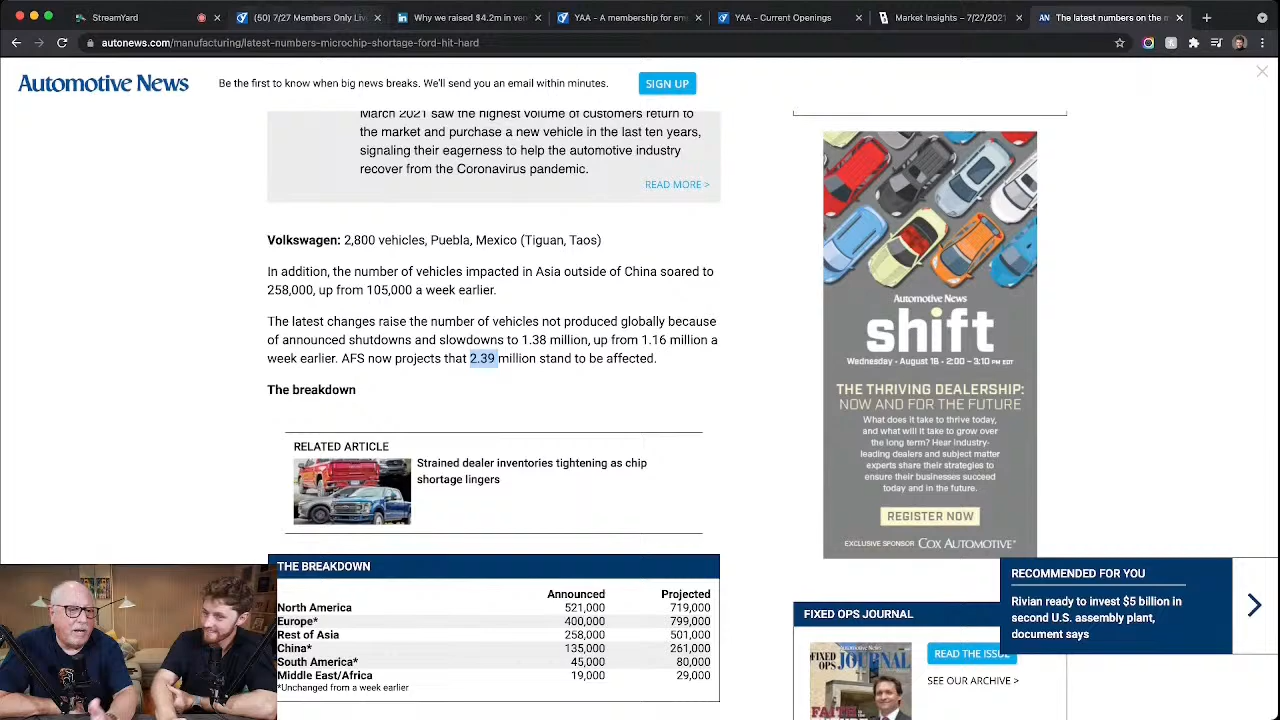 StreamYard
(50) 7/27 Members Only Live
Why we raised $4.2m in ven
YAA - A membership for em
YAA - Current Openings
Market Insights – 7/27/2021
The latest numbers on the m
autonews.com/manufacturing/latest-numbers-microchip-shortage-ford-hit-hard
Automotive News
Be the first to know when big news breaks. We'll send you an email within minutes.
SIGN UP
March 2021 saw the highest volume of customers return to
the market and purchase a new vehicle in the last ten years,
signaling their eagerness to help the automotive industry
recover from the Coronavirus pandemic.
READ MORE >
Volkswagen: 2,800 vehicles, Puebla, Mexico (Tiguan, Taos)
In addition, the number of vehicles impacted in Asia outside of China soared to
258,000, up from 105,000 a week earlier.
The latest changes raise the number of vehicles not produced globally because
of announced shutdowns and slowdowns to 1.38 million, up from 1.16 million a
week earlier. AFS now projects that 2.39 million stand to be affected.
The breakdown
RELATED ARTICLE
Strained dealer inventories tightening as chip
shortage lingers
THE BREAKDOWN
Announced Projected
North America 521,000 719,000
Europe* 400,000 799,000
Rest of Asia 258,000 501,000
China* 135,000 261,000
South America* 45,000 80,000
Middle East/Africa 19,000 29,000
*Unchanged from a week earlier
Automotive News
shift
Wednesday - August 18 - 2:00 – 3:10 PM EDT
THE THRIVING DEALERSHIP:
NOW AND FOR THE FUTURE
What does it take to thrive today,
and what will it take to grow over
the long term? Hear industry-
leading dealers and subject matter
experts share their strategies to
ensure their businesses succeed
today and in the future.
REGISTER NOW
EXCLUSIVE SPONSOR COX AUTOMOTIVE
RECOMMENDED FOR YOU
Rivian ready to invest $5 billion in
second U.S. assembly plant,
document says
FIXED OPS JOURNAL
FIXED
OPS JOURNAL
READ THE ISSUE
SEE OUR ARCHIVE >